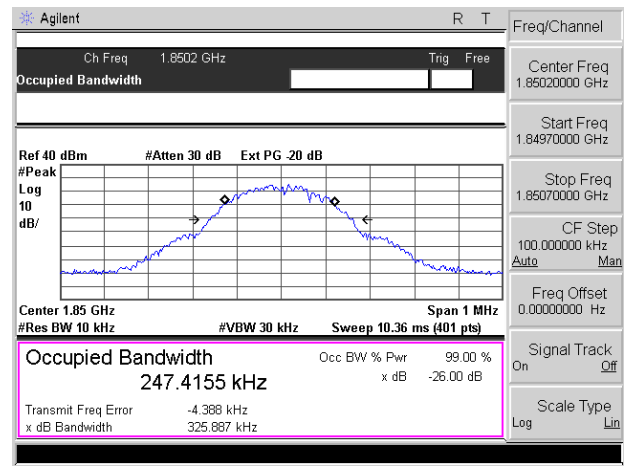 Agilent
R T
Freq/Channel
Ch Freq 1.8502 GHz Trig Free
Occupied Bandwidth
Center Freq
1.85020000 GHz
Start Freq
1.84970000 GHz
Stop Freq
1.85070000 GHz
CF Step
100.000000 kHz
Auto Man
Freq Offset
0.00000000 Hz
Signal Track
On Off
Scale Type
Log Lin
Ref 40 dBm #Atten 30 dB Ext PG -20 dB
#Peak
Log
10
dB/
Center 1.85 GHz Span 1 MHz
#Res BW 10 kHz #VBW 30 kHz Sweep 10.36 ms (401 pts)
Occupied Bandwidth Occ BW % Pwr 99.00 %
247.4155 kHz x dB -26.00 dB
Transmit Freq Error -4.388 kHz
x dB Bandwidth 325.887 kHz